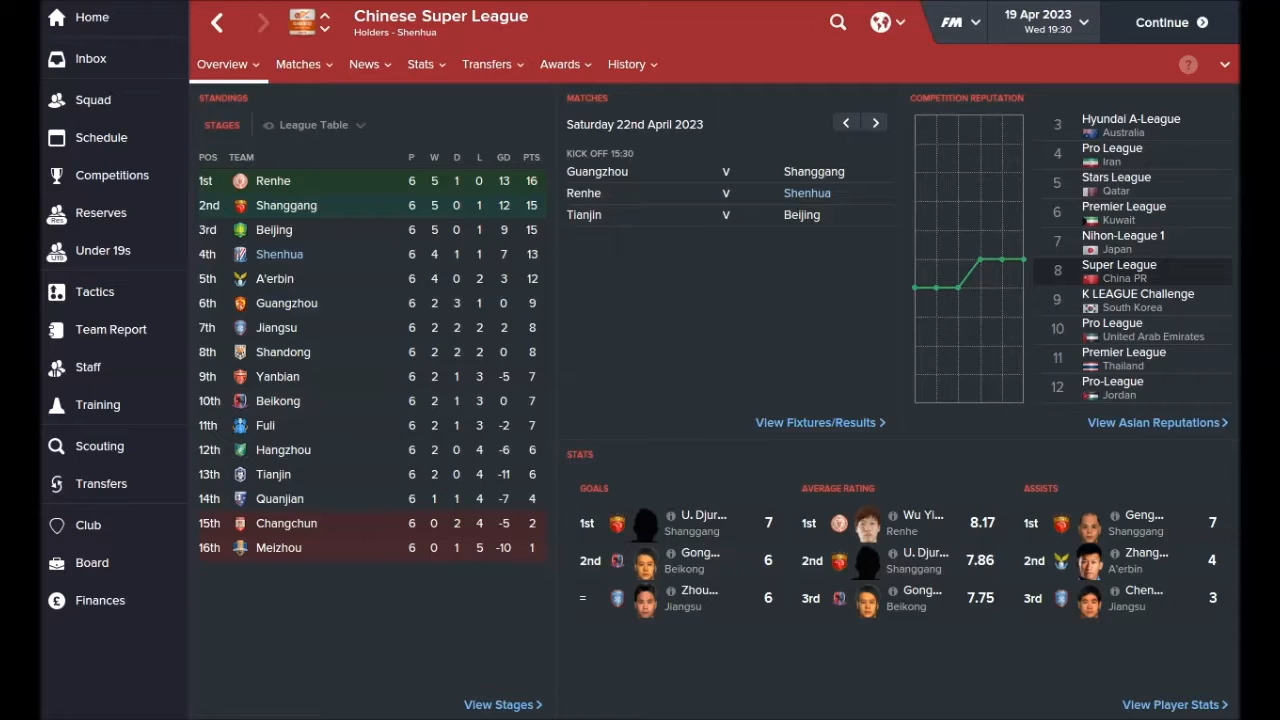 Home
Inbox
Squad
Schedule
Competitions
Res
Reserves
U19
Under 19s
Tactics
Team Report
Staff
Training
Scouting
Transfers
Club
Board
£ Finances
Chinese Super League
Holders - Shenhua
FM
19 Apr 2023
Wed 19:30
Continue
Overview Matches News Stats Transfers Awards History ?
STANDINGS
STAGES League Table
POS TEAM P W D L GD PTS
1st Renhe 6 5 1 0 13 16
2nd Shanggang 6 5 0 1 12 15
3rd Beijing 6 5 0 1 9 15
4th Shenhua 6 4 1 1 7 13
5th A'erbin 6 4 0 2 3 12
6th Guangzhou 6 2 3 1 0 9
7th Jiangsu 6 2 2 2 2 8
8th Shandong 6 2 2 2 0 8
9th Yanbian 6 2 1 3 -5 7
10th Beikong 6 2 1 3 0 7
11th Fuli 6 2 1 3 -2 7
12th Hangzhou 6 2 0 4 -6 6
13th Tianjin 6 2 0 4 -11 6
14th Quanjian 6 1 1 4 -7 4
15th Changchun 6 0 2 4 -5 2
16th Meizhou 6 0 1 5 -10 1
View Stages
MATCHES
Saturday 22nd April 2023
KICK OFF 15:30
Guangzhou V Shanggang
Renhe V Shenhua
Tianjin V Beijing
View Fixtures/Results
COMPETITION REPUTATION
3 Hyundai A-League
Australia
4 Pro League
Iran
5 Stars League
Qatar
6 Premier League
Kuwait
7 Nihon-League 1
Japan
8 Super League
China PR
9 K LEAGUE Challenge
South Korea
10 Pro League
United Arab Emirates
11 Premier League
Thailand
12 Pro-League
Jordan
View Asian Reputations
STATS
GOALS
1st U. Djur... 7
Shanggang
2nd Gong... 6
Beikong
= Zhou... 6
Jiangsu
AVERAGE RATING
1st Wu Yi... 8.17
Renhe
2nd U. Djur... 7.86
Shanggang
3rd Gong... 7.75
Beikong
ASSISTS
1st Geng... 7
Shanggang
2nd Zhang... 4
A'erbin
3rd Chen... 3
Jiangsu
View Player Stats